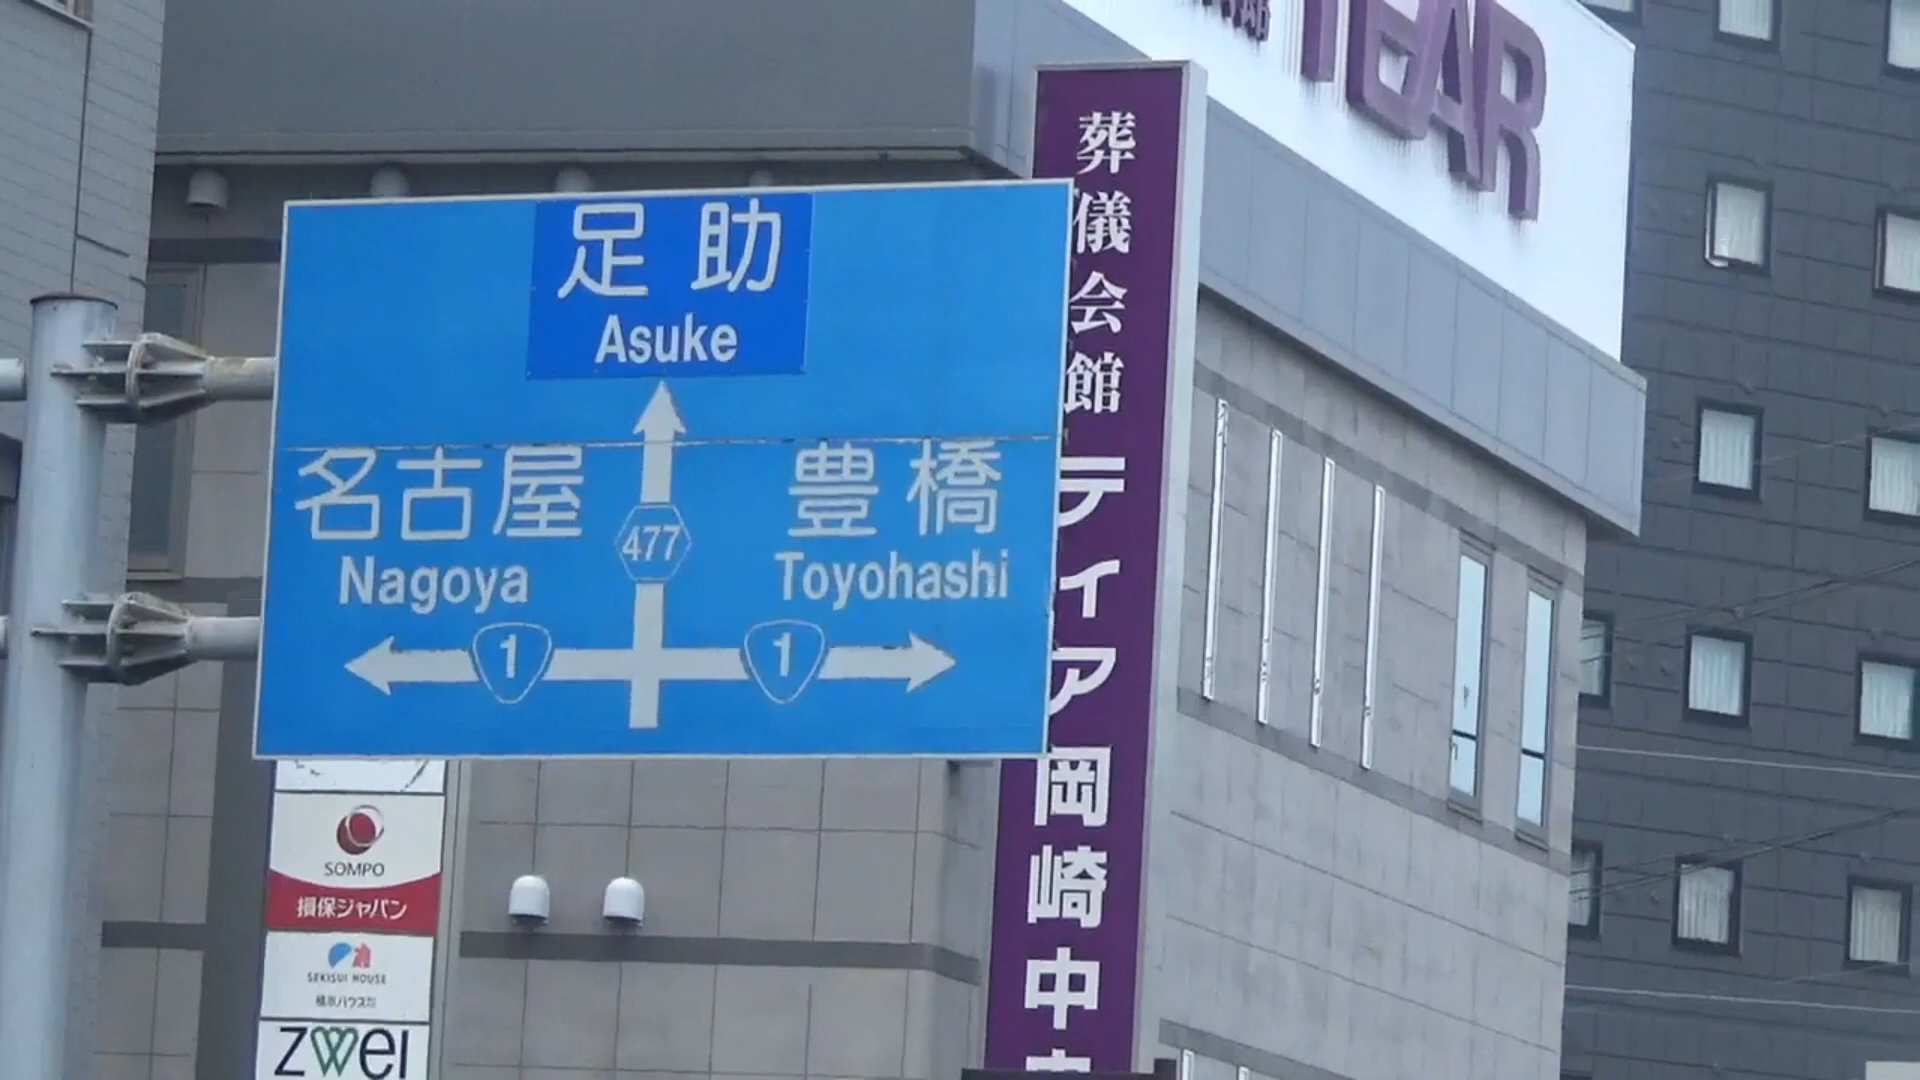 足助
Asuke
名古屋
Nagoya
477
豊橋
Toyohashi
1
1
TEAR
葬儀会館
ティア
岡崎中
SOMPO
損保ジャパン
SEKISUI HOUSE
積水ハウス
zwei